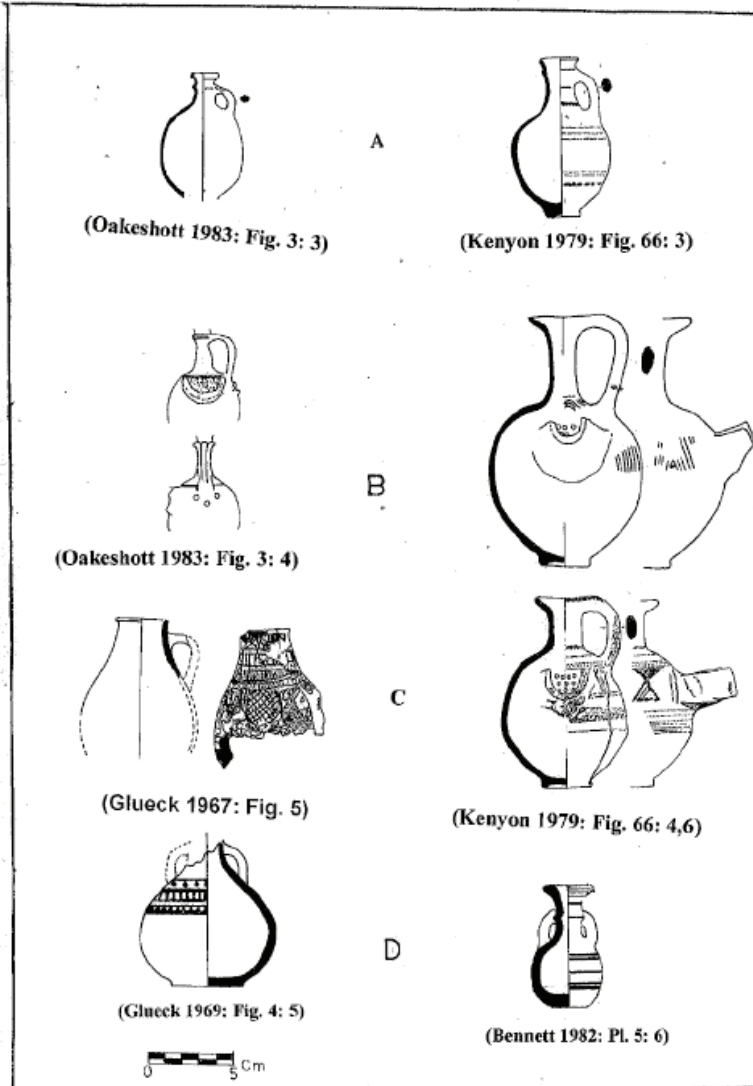 A
(Oakeshott 1983: Fig. 3: 3)
(Kenyon 1979: Fig. 66: 3)
B
(Oakeshott 1983: Fig. 3: 4)
C
(Glueck 1967: Fig. 5)
(Kenyon 1979: Fig. 66: 4,6)
D
(Glueck 1969: Fig. 4: 5)
(Bennett 1982: Pl. 5: 6)
0 5 Cm